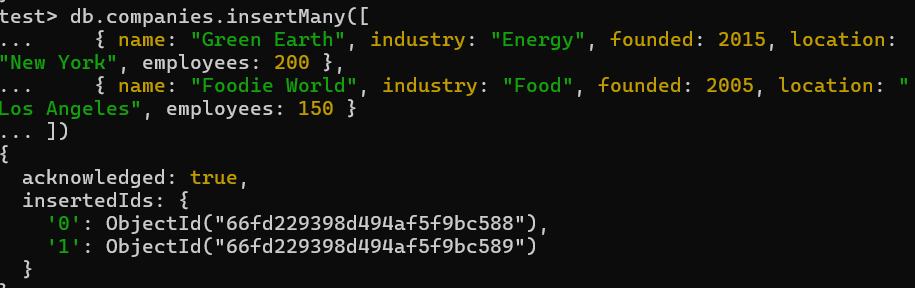 test> db.companies.insertMany([
...     { name: "Green Earth", industry: "Energy", founded: 2015, location:
"New York", employees: 200 },
...     { name: "Foodie World", industry: "Food", founded: 2005, location: "
Los Angeles", employees: 150 }
... ])
{
  acknowledged: true,
  insertedIds: {
    '0': ObjectId("66fd229398d494af5f9bc588"),
    '1': ObjectId("66fd229398d494af5f9bc589")
  }
}